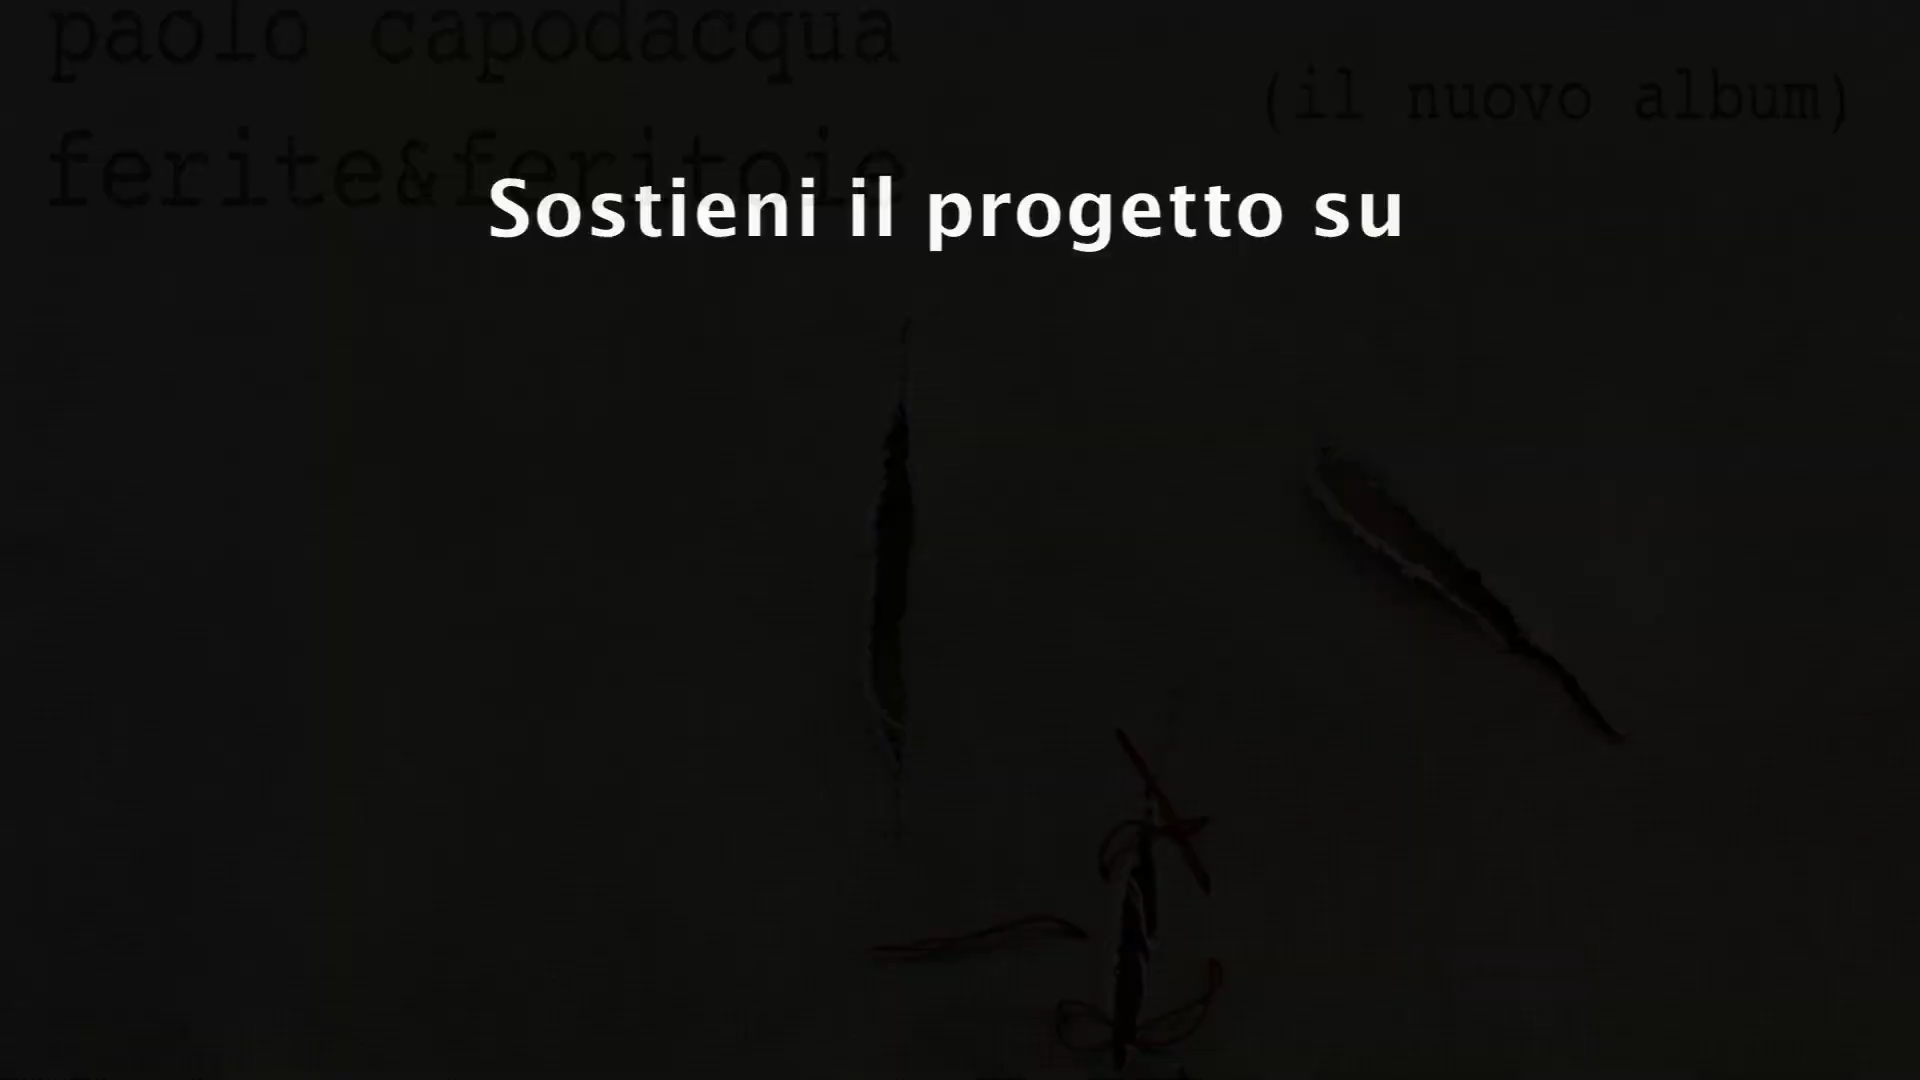 paolo capodacqua
(il nuovo album)
ferite&feritoie
Sostieni il progetto su